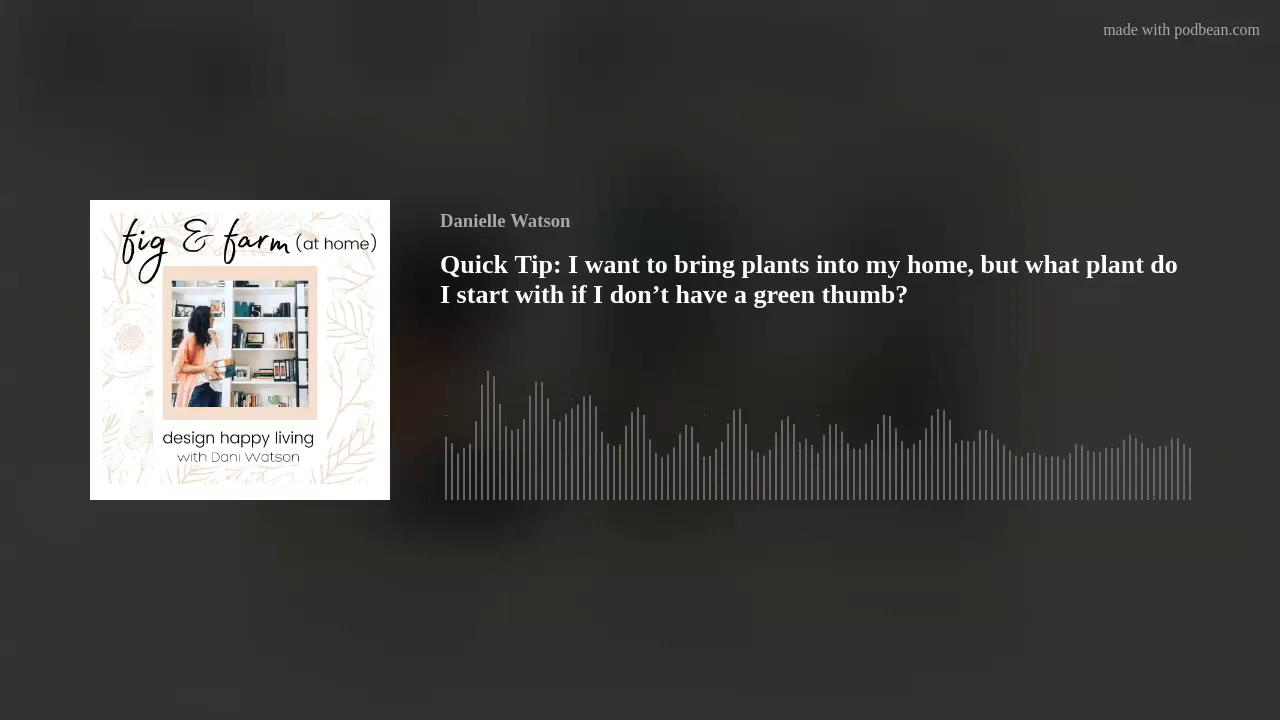 made with podbean.com
fig & farm (at home)
design happy living
with Dani Watson
Danielle Watson
Quick Tip: I want to bring plants into my home, but what plant do
I start with if I don’t have a green thumb?